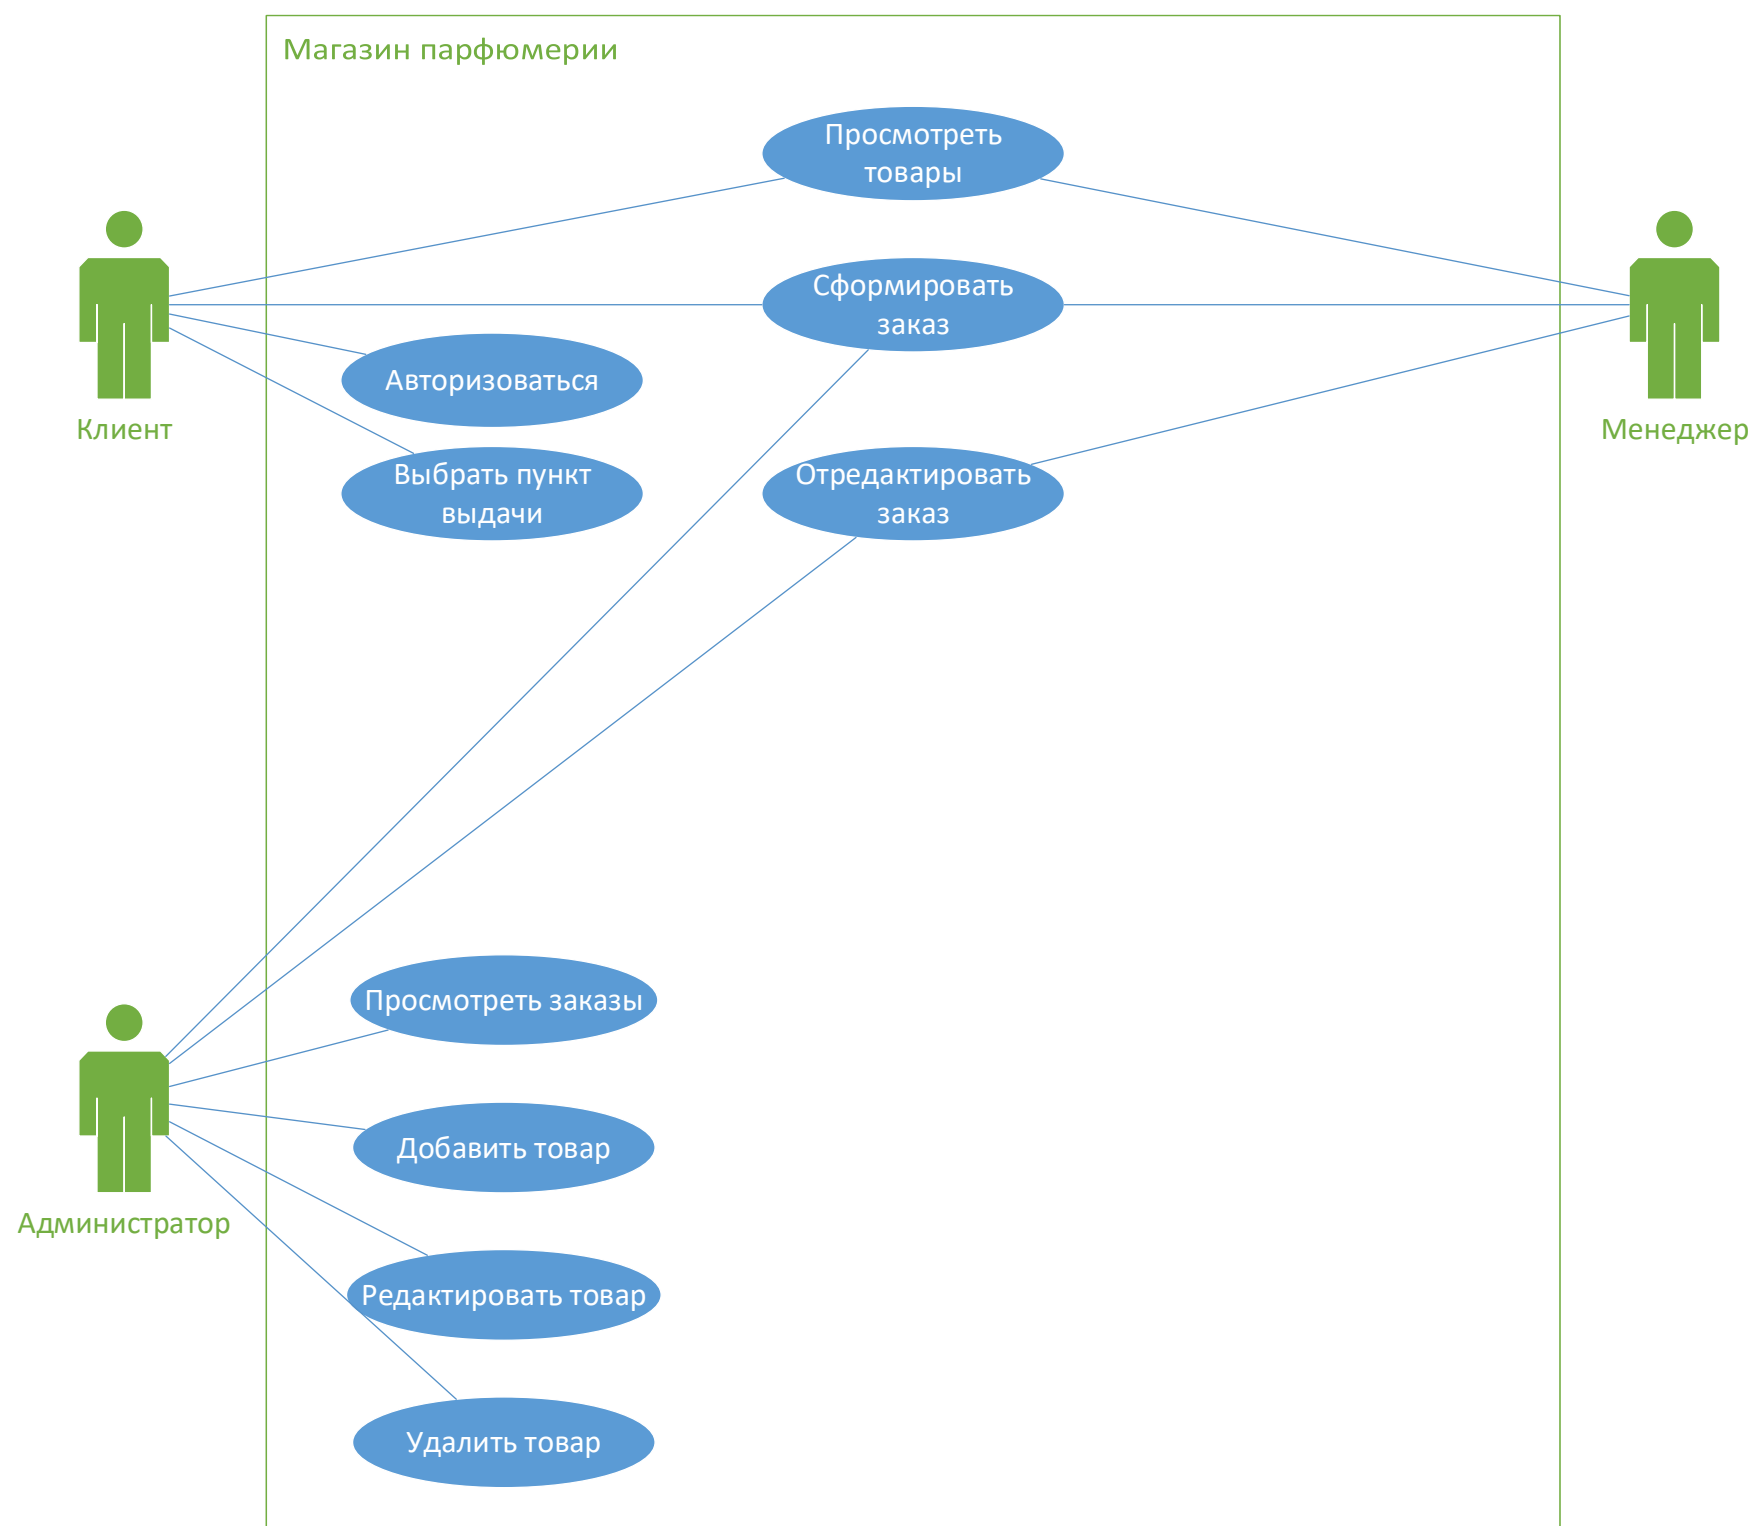 Магазин парфюмерии
Просмотреть
товары
Сформировать
заказ
Авторизоваться
Клиент
Менеджер
Выбрать пункт
выдачи
Отредактировать
заказ
Просмотреть заказы
Добавить товар
Администратор
Редактировать товар
Удалить товар